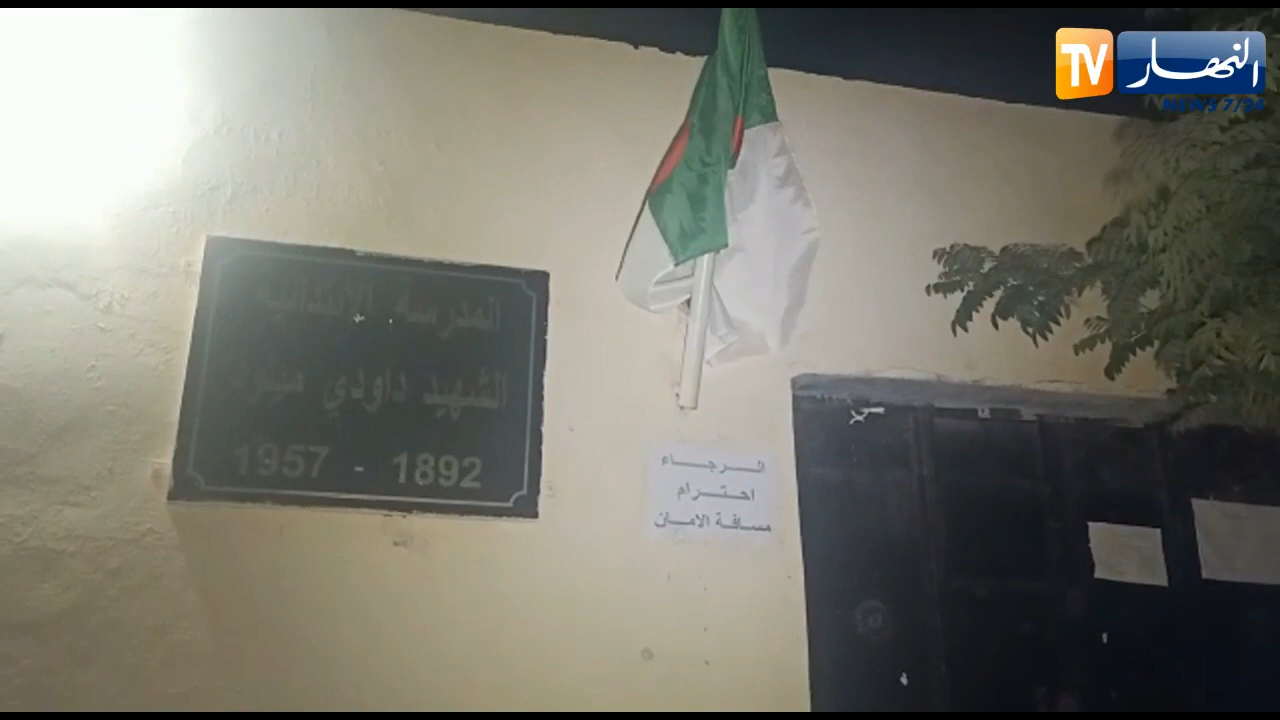 TV النهار
NEWS 7/24
المدرسة الابتدائية
الشهيد داودي
1957 - 1892
الرجاء
احترام
مسافة الامان